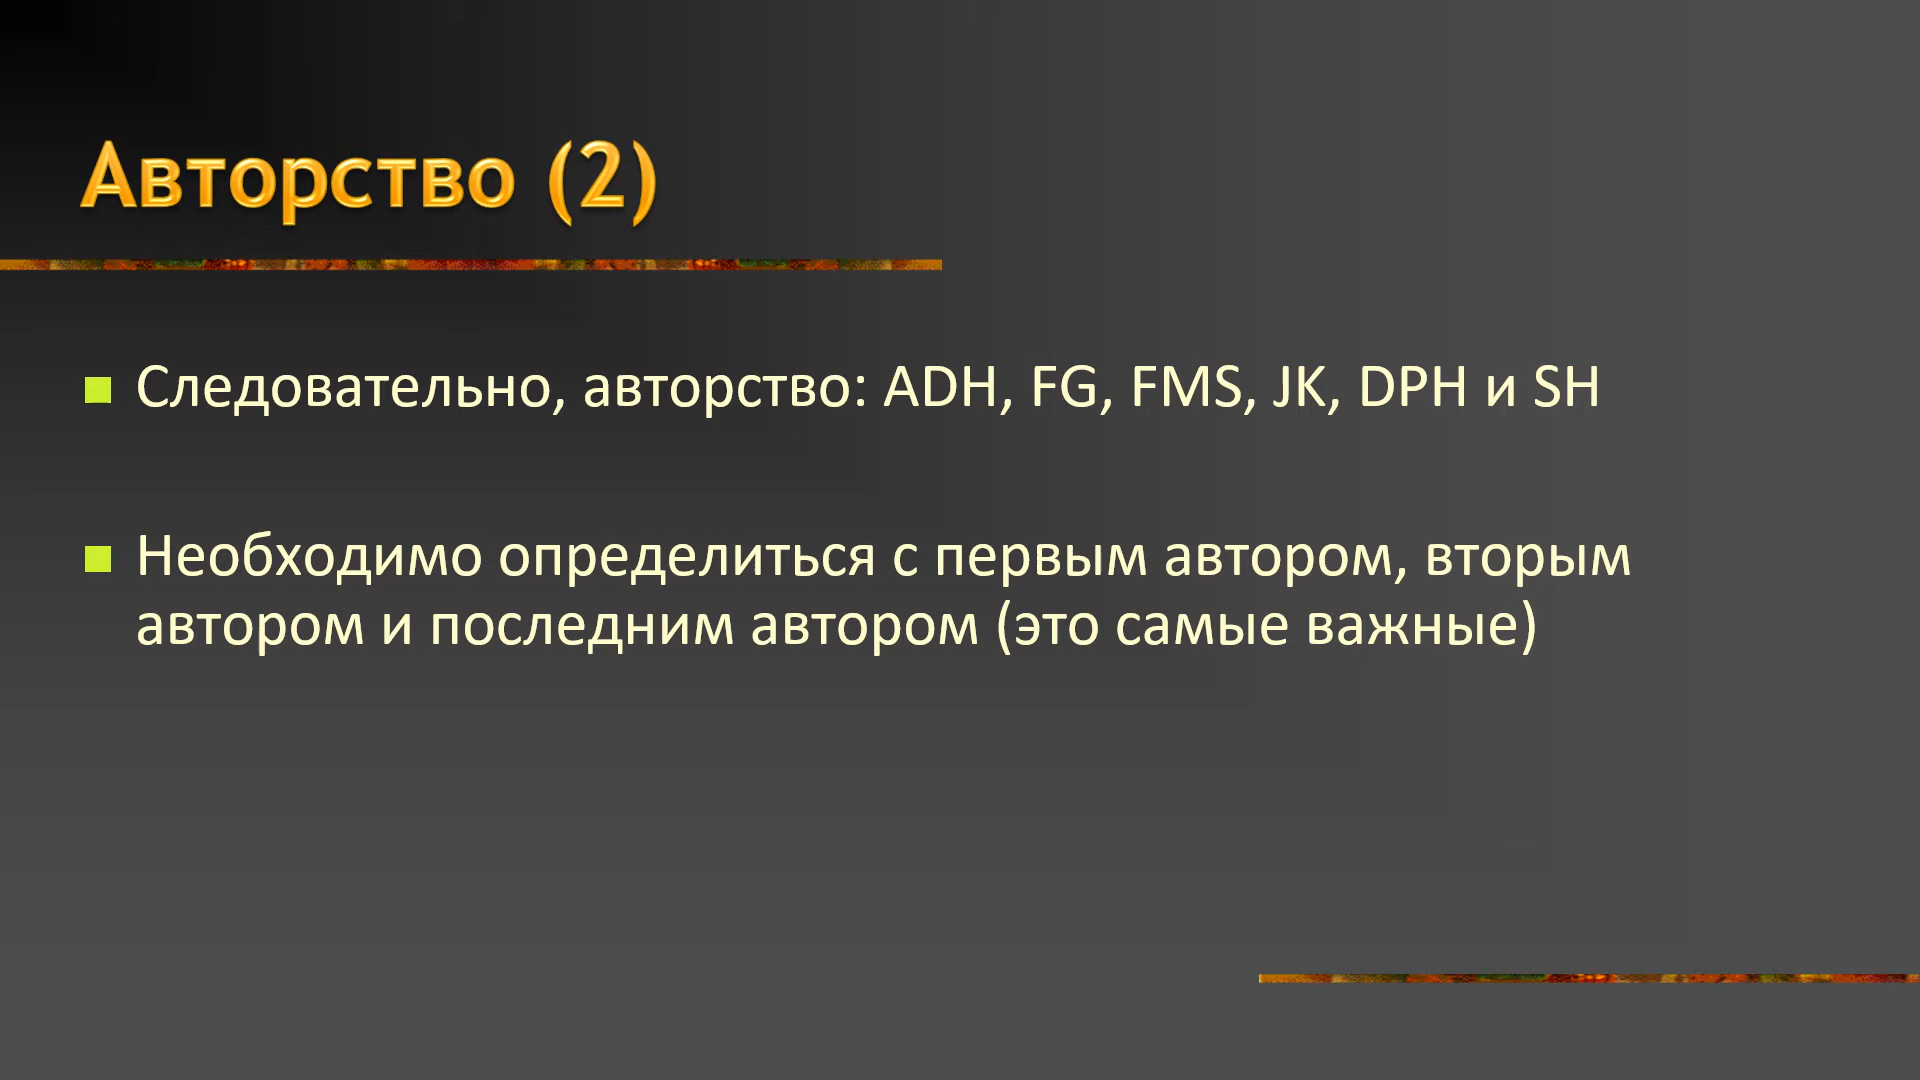 Авторство (2)
Следовательно, авторство: ADH, FG, FMS, JK, DPH и SH
Необходимо определиться с первым автором, вторым
автором и последним автором (это самые важные)